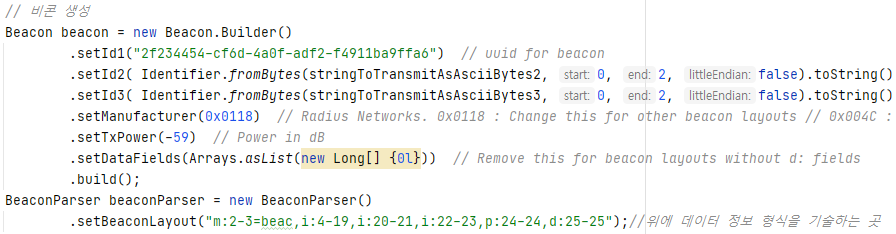 // 비콘 생성
Beacon beacon = new Beacon.Builder()
.setId1("2f234454-cf6d-4a0f-adf2-f4911ba9ffa6")  // uuid for beacon
.setId2( Identifier.fromBytes(stringToTransmitAsAsciiBytes2, start: 0, end: 2, littleEndian: false).toString()
.setId3( Identifier.fromBytes(stringToTransmitAsAsciiBytes3, start: 0, end: 2, littleEndian: false).toString()
.setManufacturer(0x0118)  // Radius Networks. 0x0118 : Change this for other beacon layouts // 0x004C :
.setTxPower(-59)  // Power in dB
.setDataFields(Arrays.asList(new Long[] {0l}))  // Remove this for beacon layouts without d: fields
.build();
BeaconParser beaconParser = new BeaconParser()
.setBeaconLayout("m:2-3=beac,i:4-19,i:20-21,i:22-23,p:24-24,d:25-25");//위에 데이터 정보 형식을 기술하는 곳